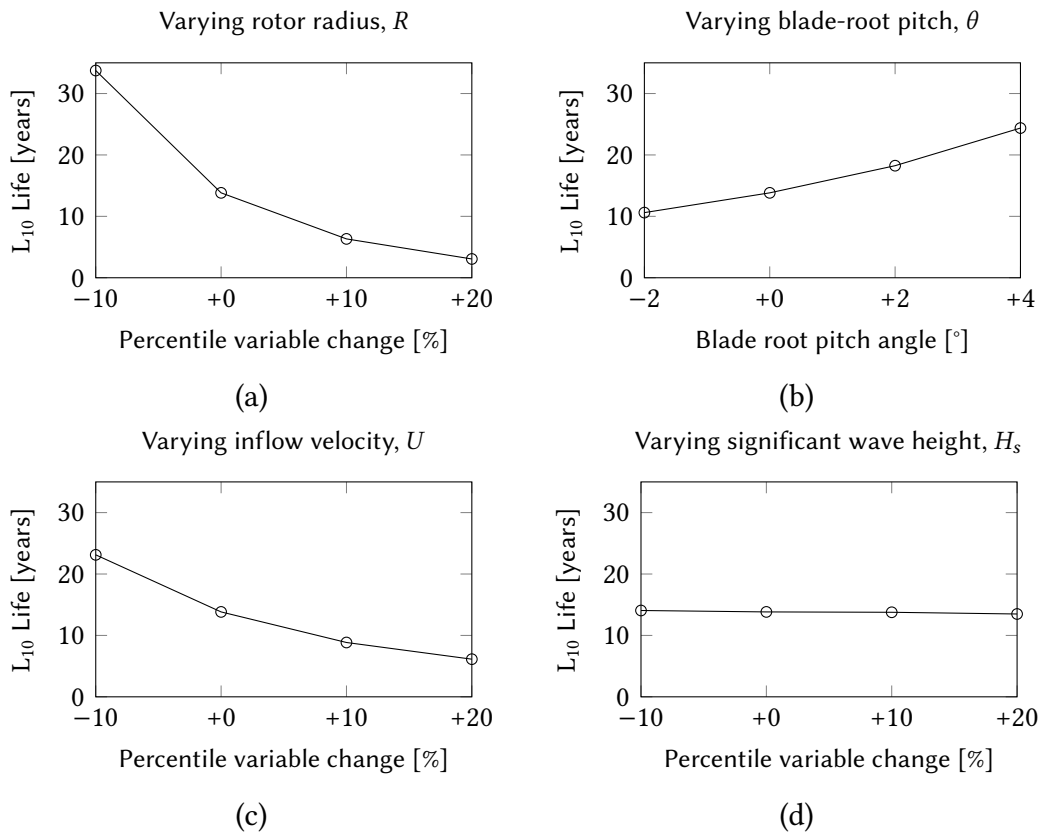 Varying rotor radius, R
L₁₀ Life [years]
30
20
10
0
−10 +0 +10 +20
Percentile variable change [%]
(a)
Varying blade-root pitch, θ
L₁₀ Life [years]
30
20
10
0
−2 +0 +2 +4
Blade root pitch angle [°]
(b)
Varying inflow velocity, U
L₁₀ Life [years]
30
20
10
0
−10 +0 +10 +20
Percentile variable change [%]
(c)
Varying significant wave height, Hₛ
L₁₀ Life [years]
30
20
10
0
−10 +0 +10 +20
Percentile variable change [%]
(d)